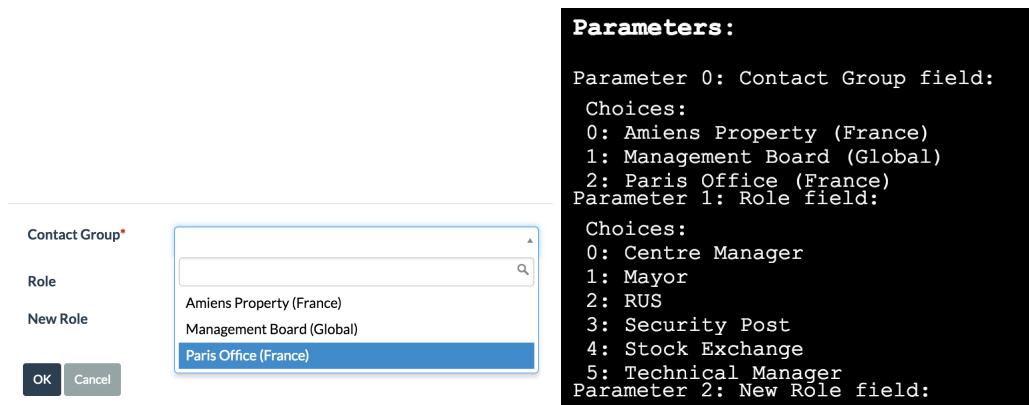 Contact Group*
Role
New Role
Amiens Property (France)
Management Board (Global)
Paris Office (France)
OK
Cancel
Parameters:
Parameter 0: Contact Group field:
Choices:
0: Amiens Property (France)
1: Management Board (Global)
2: Paris Office (France)
Parameter 1: Role field:
Choices:
0: Centre Manager
1: Mayor
2: RUS
3: Security Post
4: Stock Exchange
5: Technical Manager
Parameter 2: New Role field: